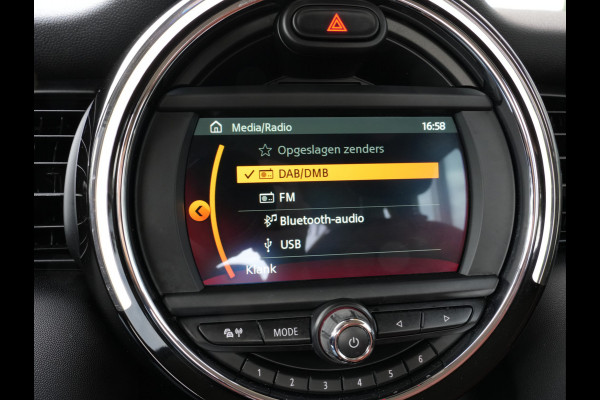 Media/Radio 16:58
Opgeslagen zenders
DAB/DMB
FM
Bluetooth-audio
USB
Klank
MODE
1 2 3 4 5 6